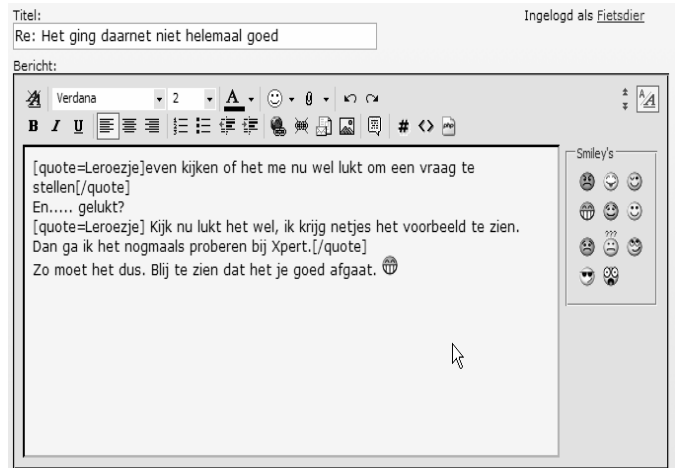 Titel:
Ingelogd als Fietsdier
Re: Het ging daarnet niet helemaal goed
Bericht:
Verdana 2 A
A A
B I U # <> php
Smiley's
???
[quote=Leroezje]even kijken of het me nu wel lukt om een vraag te
stellen[/quote]
En..... gelukt?
[quote=Leroezje] Kijk nu lukt het wel, ik krijg netjes het voorbeeld te zien.
Dan ga ik het nogmaals proberen bij Xpert.[/quote]
Zo moet het dus. Blij te zien dat het je goed afgaat.